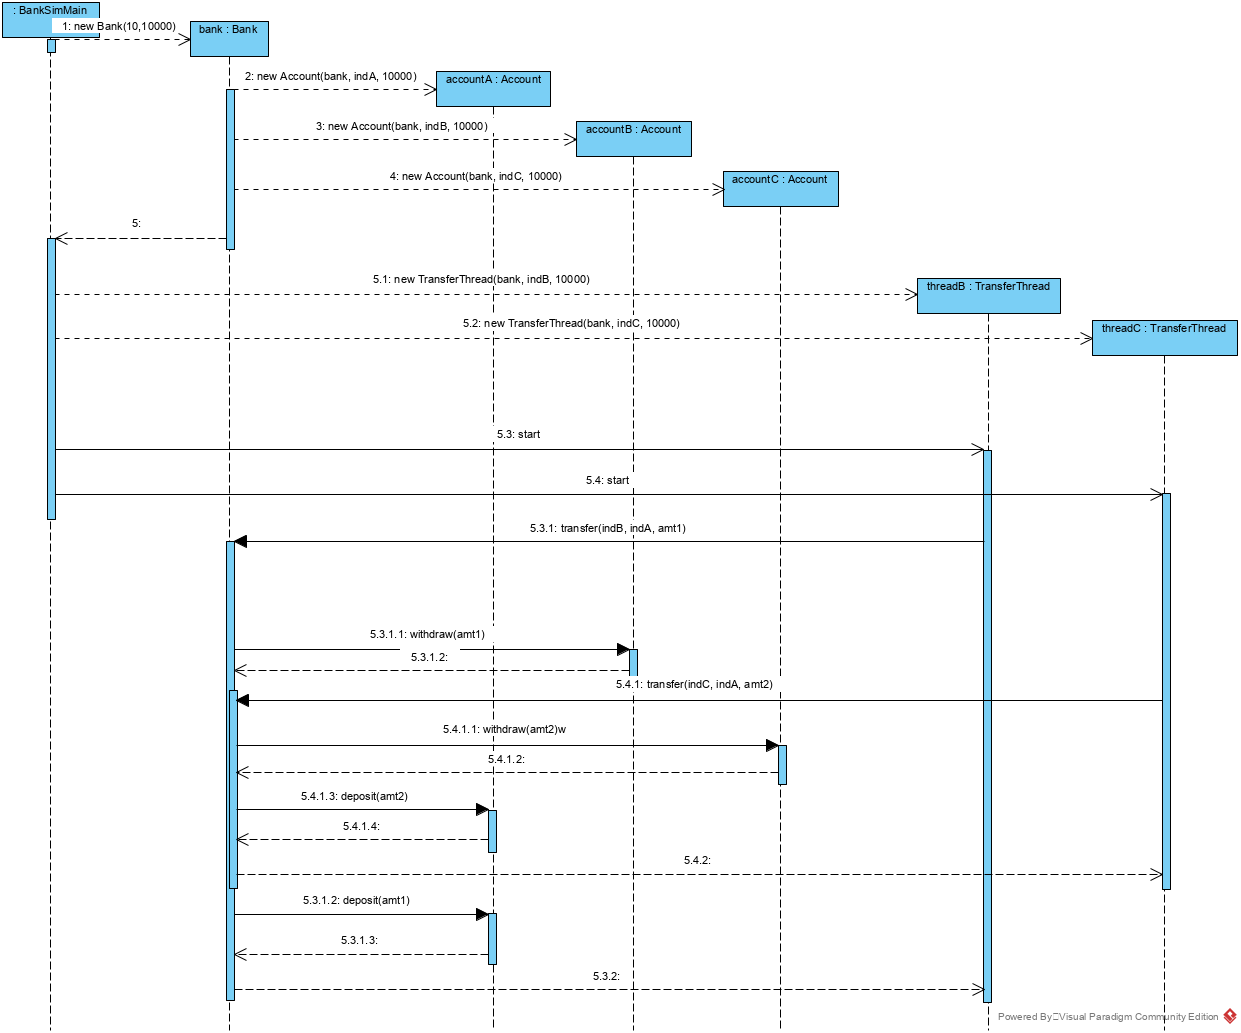 : BankSimMain
1: new Bank(10,10000)
bank : Bank
2: new Account(bank, indA, 10000)
accountA : Account
3: new Account(bank, indB, 10000)
accountB : Account
4: new Account(bank, indC, 10000)
accountC : Account
5:
5.1: new TransferThread(bank, indB, 10000)
threadB : TransferThread
5.2: new TransferThread(bank, indC, 10000)
threadC : TransferThread
5.3: start
5.4: start
5.3.1: transfer(indB, indA, amt1)
5.3.1.1: withdraw(amt1)
5.3.1.2:
5.4.1: transfer(indC, indA, amt2)
5.4.1.1: withdraw(amt2)w
5.4.1.2:
5.4.1.3: deposit(amt2)
5.4.1.4:
5.4.2:
5.3.1.2: deposit(amt1)
5.3.1.3:
5.3.2:
Powered By Visual Paradigm Community Edition